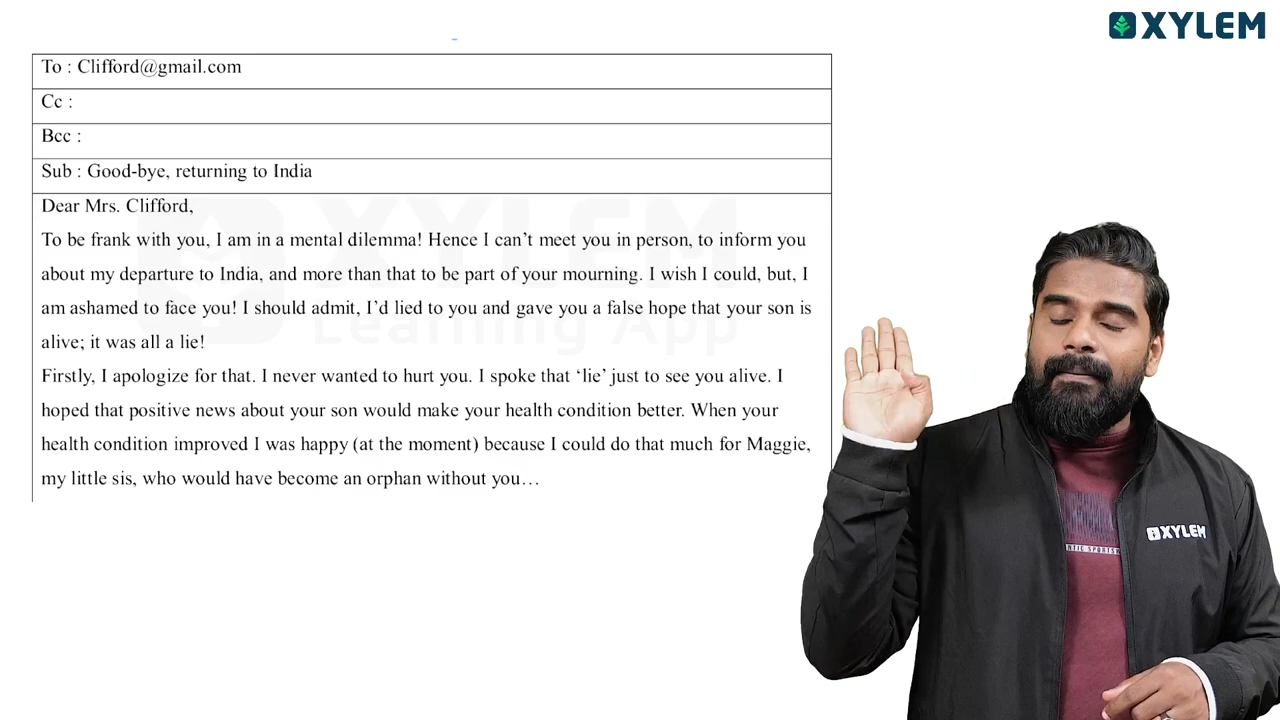 XYLEM
To : Clifford@gmail.com
Cc :
Bcc :
Sub : Good-bye, returning to India
Dear Mrs. Clifford,
To be frank with you, I am in a mental dilemma! Hence I can’t meet you in person, to inform you
about my departure to India, and more than that to be part of your mourning. I wish I could, but, I
am ashamed to face you! I should admit, I’d lied to you and gave you a false hope that your son is
alive; it was all a lie!
Firstly, I apologize for that. I never wanted to hurt you. I spoke that ‘lie’ just to see you alive. I
hoped that positive news about your son would make your health condition better. When your
health condition improved I was happy (at the moment) because I could do that much for Maggie,
my little sis, who would have become an orphan without you…
XYLEM
Learning App
XYLEM